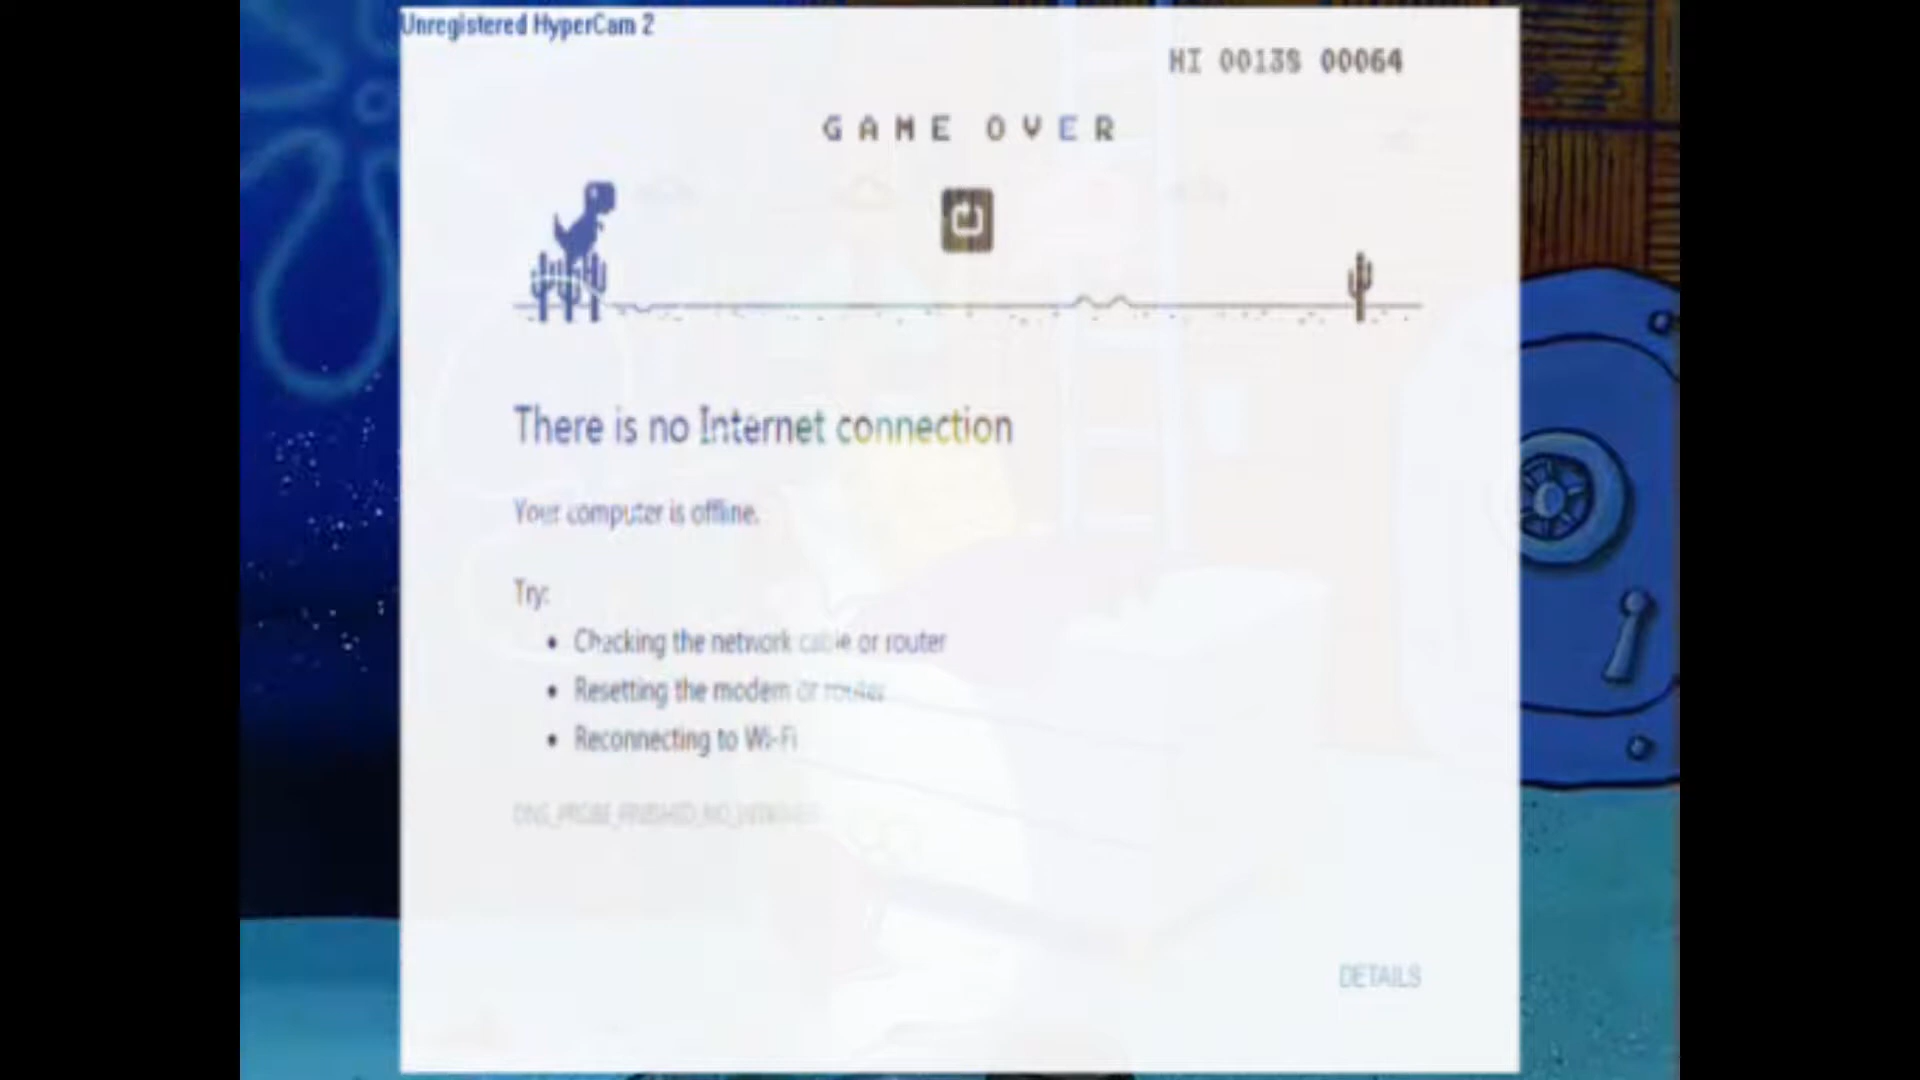 Unregistered HyperCam 2
HI 00138 00064
GAME OVER
There is no Internet connection
Your computer is offline.
Try:
• Checking the network cable or router
• Resetting the modem or router
• Reconnecting to Wi-Fi
DETAILS